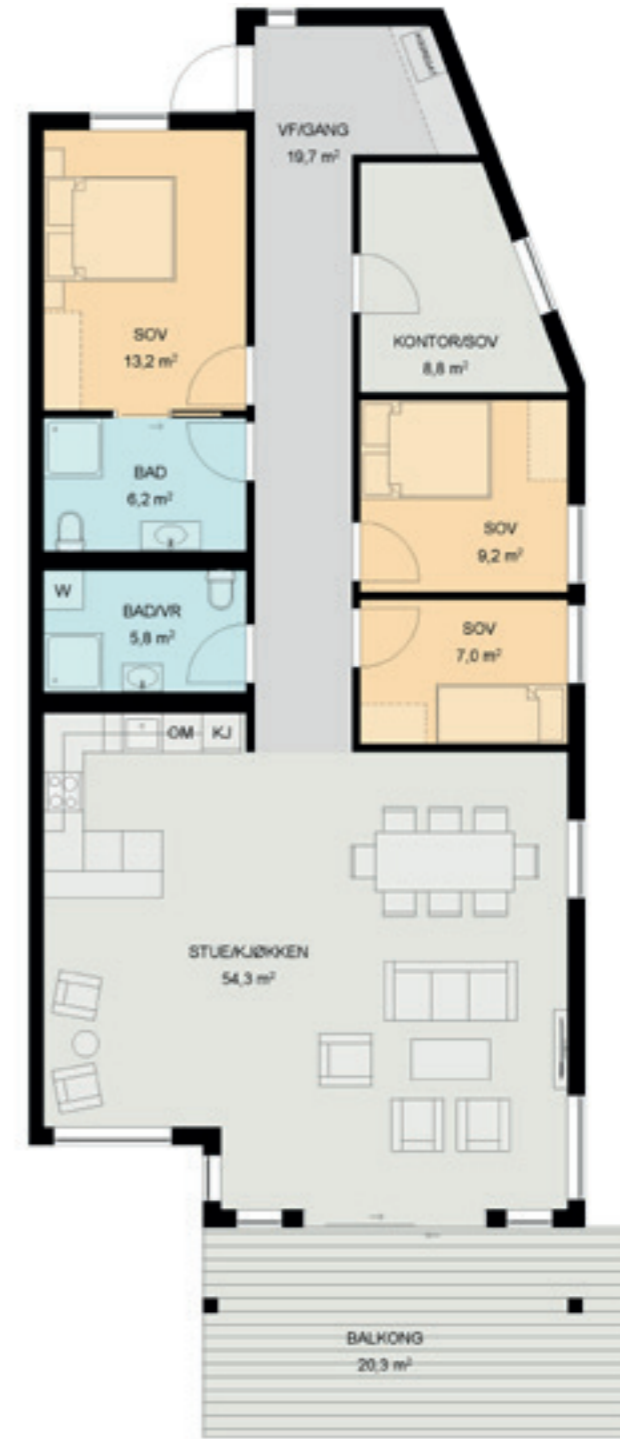 VF/GANG
19,7 m²
SOV
13,2 m²
KONTOR/SOV
8,8 m²
BAD
6,2 m²
SOV
9,2 m²
W
BAD/VR
5,8 m²
SOV
7,0 m²
OM
KJ
STUE/KJØKKEN
54,3 m²
BALKONG
20,3 m²